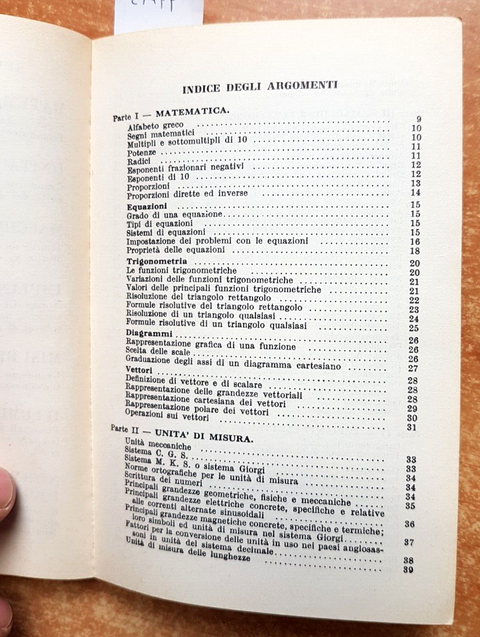 INDICE DEGLI ARGOMENTI
Parte I — MATEMATICA.
Alfabeto greco 9
Segni matematici 10
Multipli e sottomultipli di 10 10
Potenze 11
Radici 11
Esponenti frazionari negativi 12
Esponenti di 10 12
Proporzioni 13
Proporzioni dirette ed inverse 14
Equazioni 15
Grado di una equazione 15
Tipi di equazioni 15
Sistemi di equazioni 15
Impostazione dei problemi con le equazioni 16
Proprietà delle equazioni 18
Trigonometria 20
Le funzioni trigonometriche 20
Variazioni delle funzioni trigonometriche 21
Valori delle principali funzioni trigonometriche 21
Risoluzione del triangolo rettangolo 22
Formule risolutive del triangolo rettangolo 23
Risoluzione di un triangolo qualsiasi 24
Formule risolutive di un triangolo qualsiasi 25
Diagrammi 26
Rappresentazione grafica di una funzione 26
Scelta delle scale 26
Graduazione degli assi di un diagramma cartesiano 27
Vettori 28
Definizione di vettore e di scalare 28
Rappresentazione delle grandezze vettoriali 28
Rappresentazione cartesiana dei vettori 29
Rappresentazione polare dei vettori 30
Operazioni sui vettori 31
Parte II — UNITA' DI MISURA.
Unità meccaniche 33
Sistema C. G. S. 33
Sistema M. K. S. o sistema Giorgi 34
Norme ortografiche per le unità di misura 34
Scrittura dei numeri 34
Principali grandezze geometriche, fisiche e meccaniche 35
Principali grandezze elettriche concrete, specifiche e relative
alle correnti alternate sinusoidali 36
Principali grandezze magnetiche concrete, specifiche e termiche;
loro simboli ed unità di misura nel sistema Giorgi 37
Fattori per la conversione delle unità in uso nei paesi anglosas-
soni in unità del sistema decimale 38
Unità di misura delle lunghezze 39